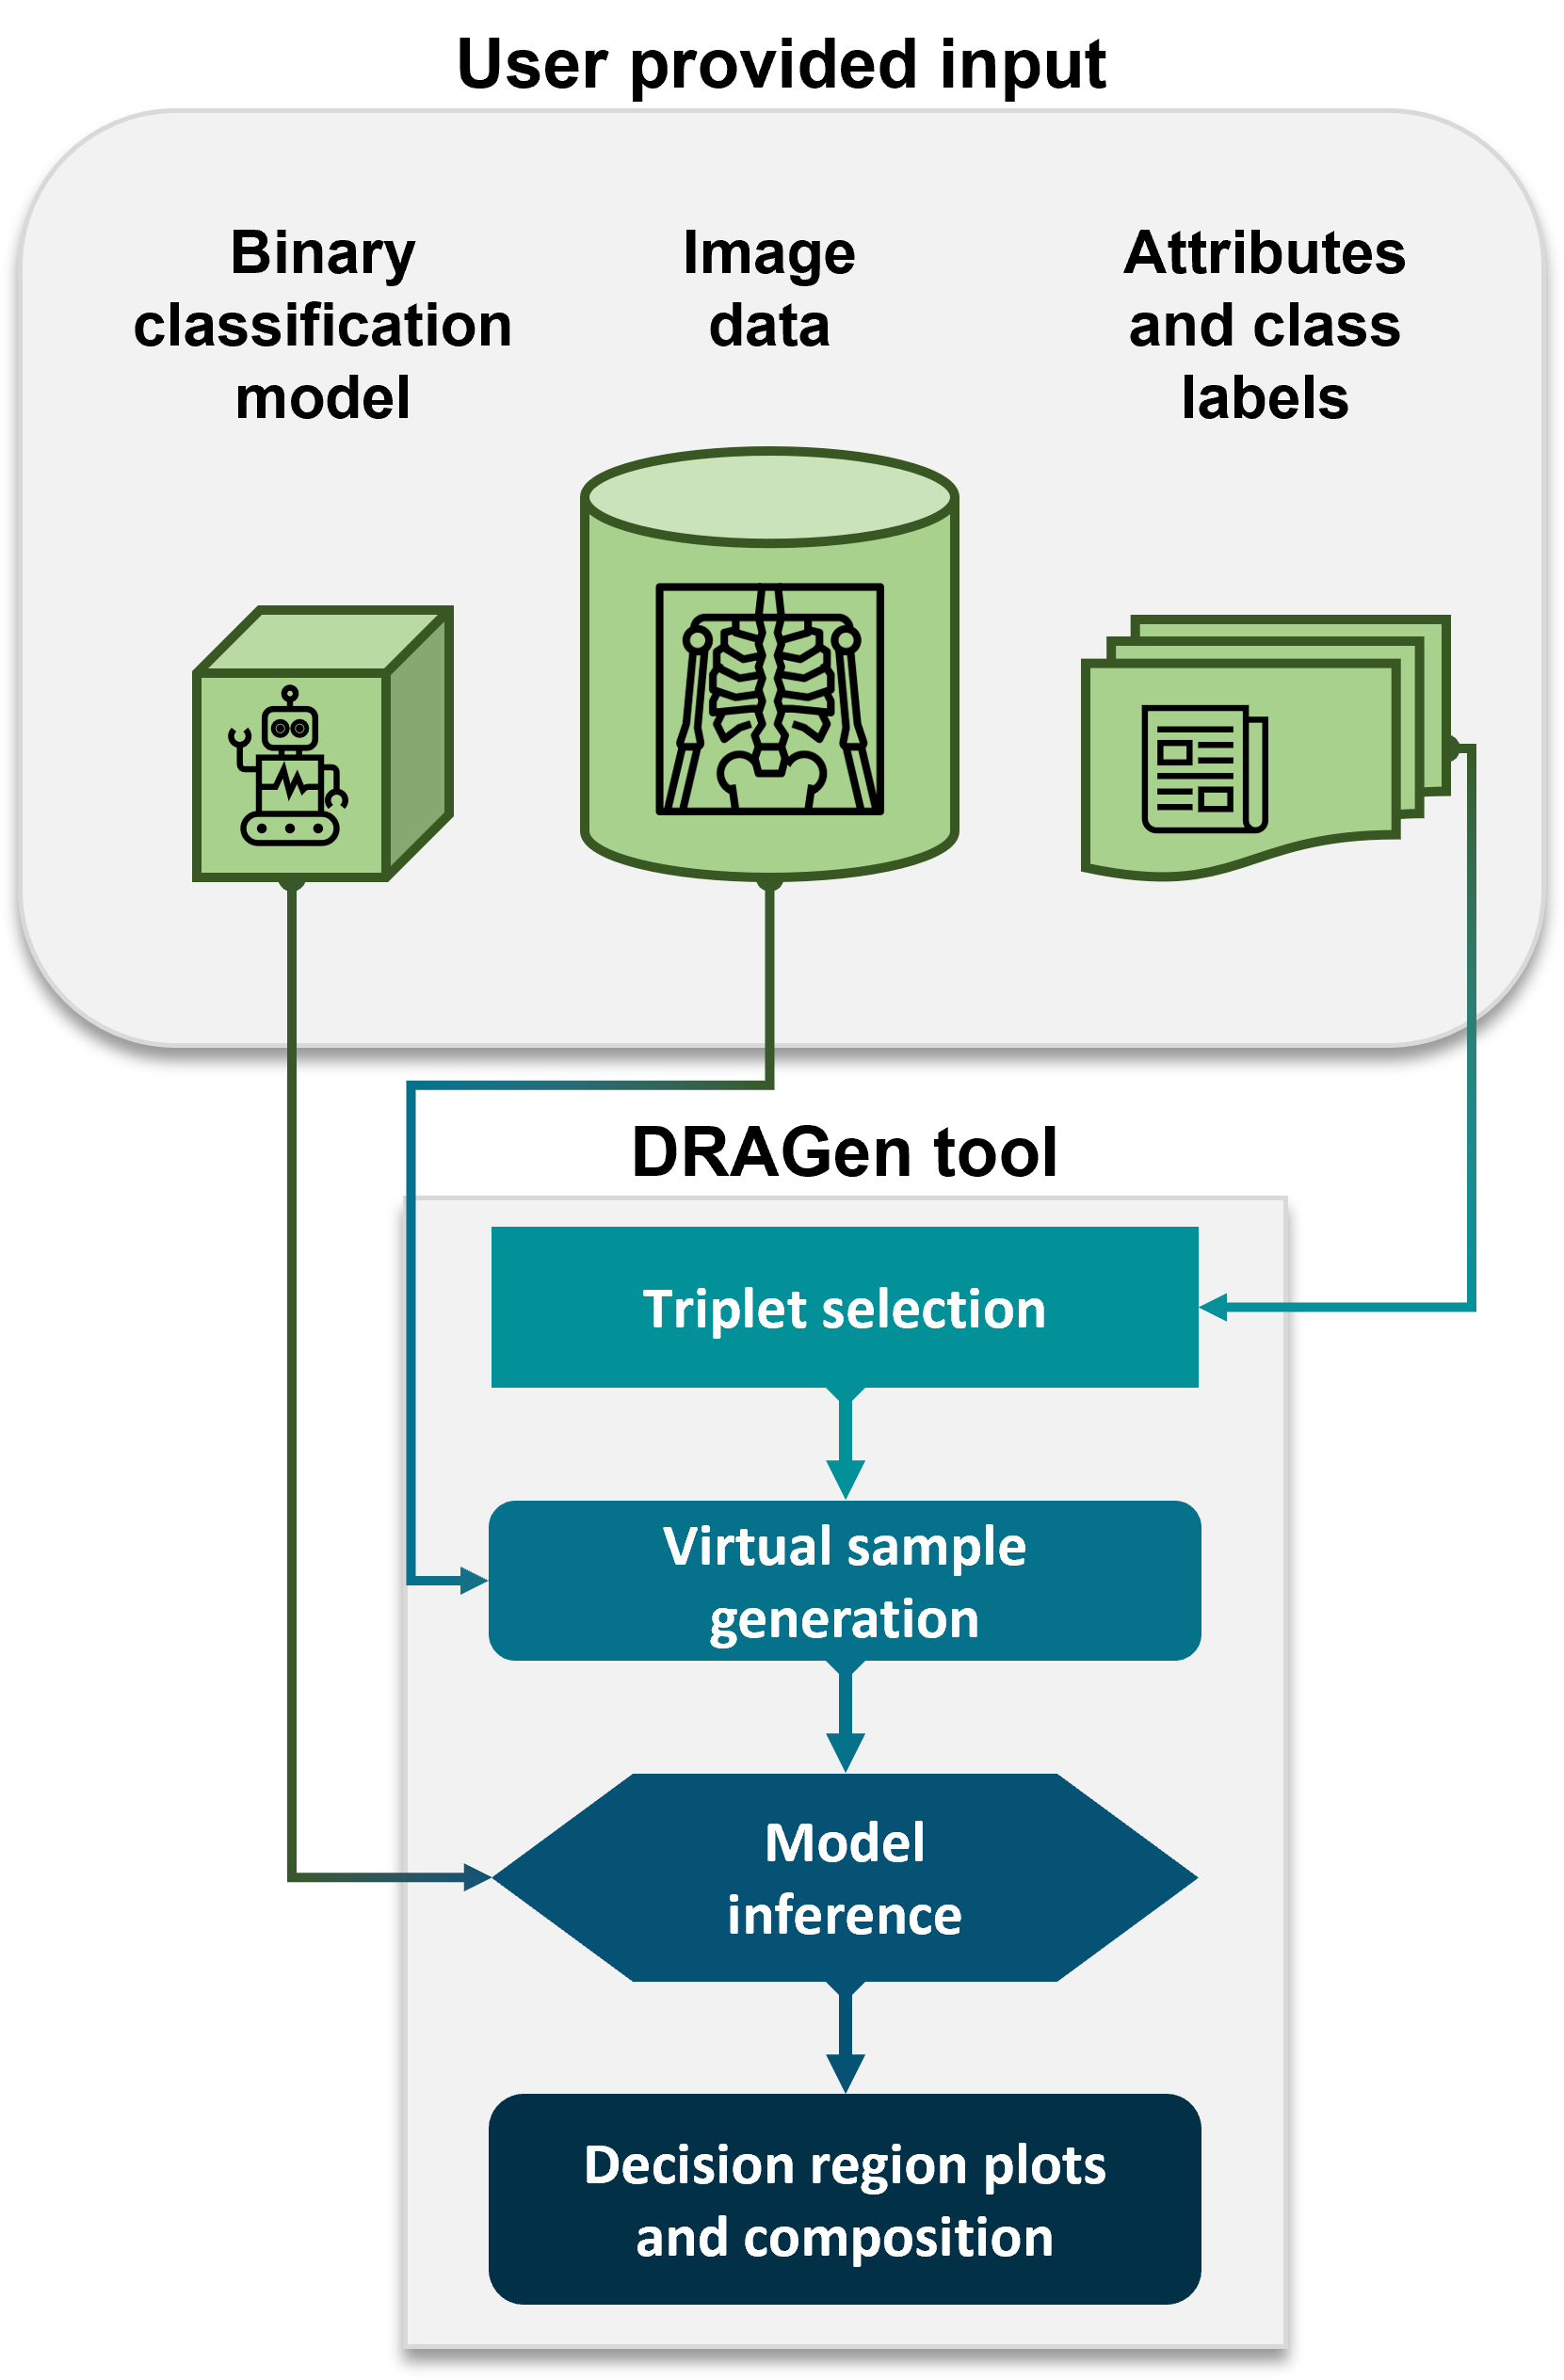 User provided input
Binary
classification
model
Image
data
Attributes
and class
labels
DRAGen tool
Triplet selection
Virtual sample
generation
Model
inference
Decision region plots
and composition